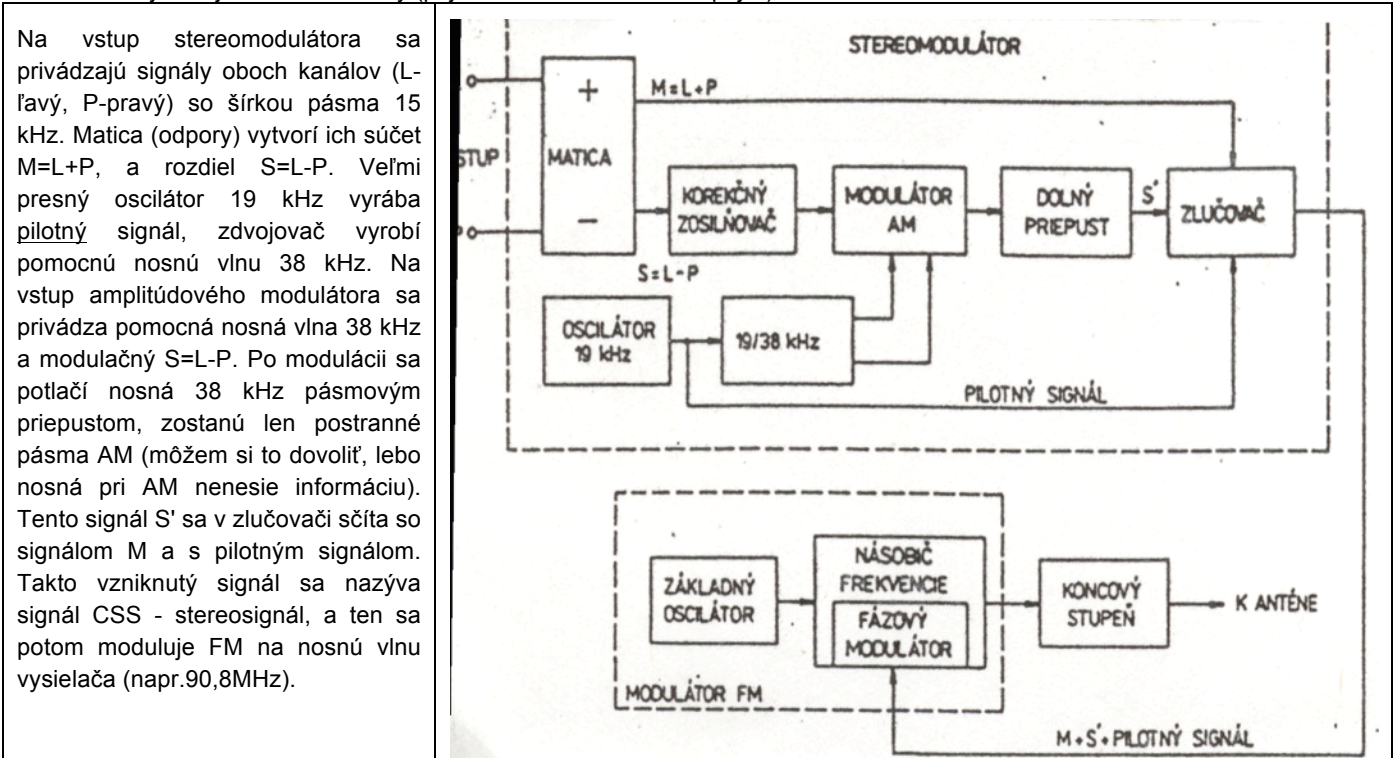 Na vstup stereomodulátora sa
privádzajú signály oboch kanálov (L-
ľavý, P-pravý) so šírkou pásma 15
kHz. Matica (odpory) vytvorí ich súčet
M=L+P, a rozdiel S=L-P. Veľmi
presný oscilátor 19 kHz vyrába
pilotný signál, zdvojovač vyrobí
pomocnú nosnú vlnu 38 kHz. Na
vstup amplitúdového modulátora sa
privádza pomocná nosná vlna 38 kHz
a modulačný S=L-P. Po modulácii sa
potlačí nosná 38 kHz pásmovým
priepustom, zostanú len postranné
pásma AM (môžem si to dovoliť, lebo
nosná pri AM nenesie informáciu).
Tento signál S' sa v zlučovači sčíta so
signálom M a s pilotným signálom.
Takto vzniknutý signál sa nazýva
signál CSS - stereosignál, a ten sa
potom moduluje FM na nosnú vlnu
vysielača (napr.90,8MHz).
STEREOMODULÁTOR
+
M=L+P
STUP
MATICA
−
KOREKČNÝ
ZOSILŇOVAČ
MODULÁTOR
AM
DOLNÝ
PRIEPUST
S'
ZLUČOVAČ
S=L-P
OSCILÁTOR
19 kHz
19/38 kHz
PILOTNÝ SIGNÁL
ZÁKLADNÝ
OSCILÁTOR
NÁSOBIČ
FREKVENCIE
FÁZOVÝ
MODULÁTOR
KONCOVÝ
STUPEŇ
K ANTÉNE
MODULÁTOR FM
M+S'+PILOTNÝ SIGNÁL